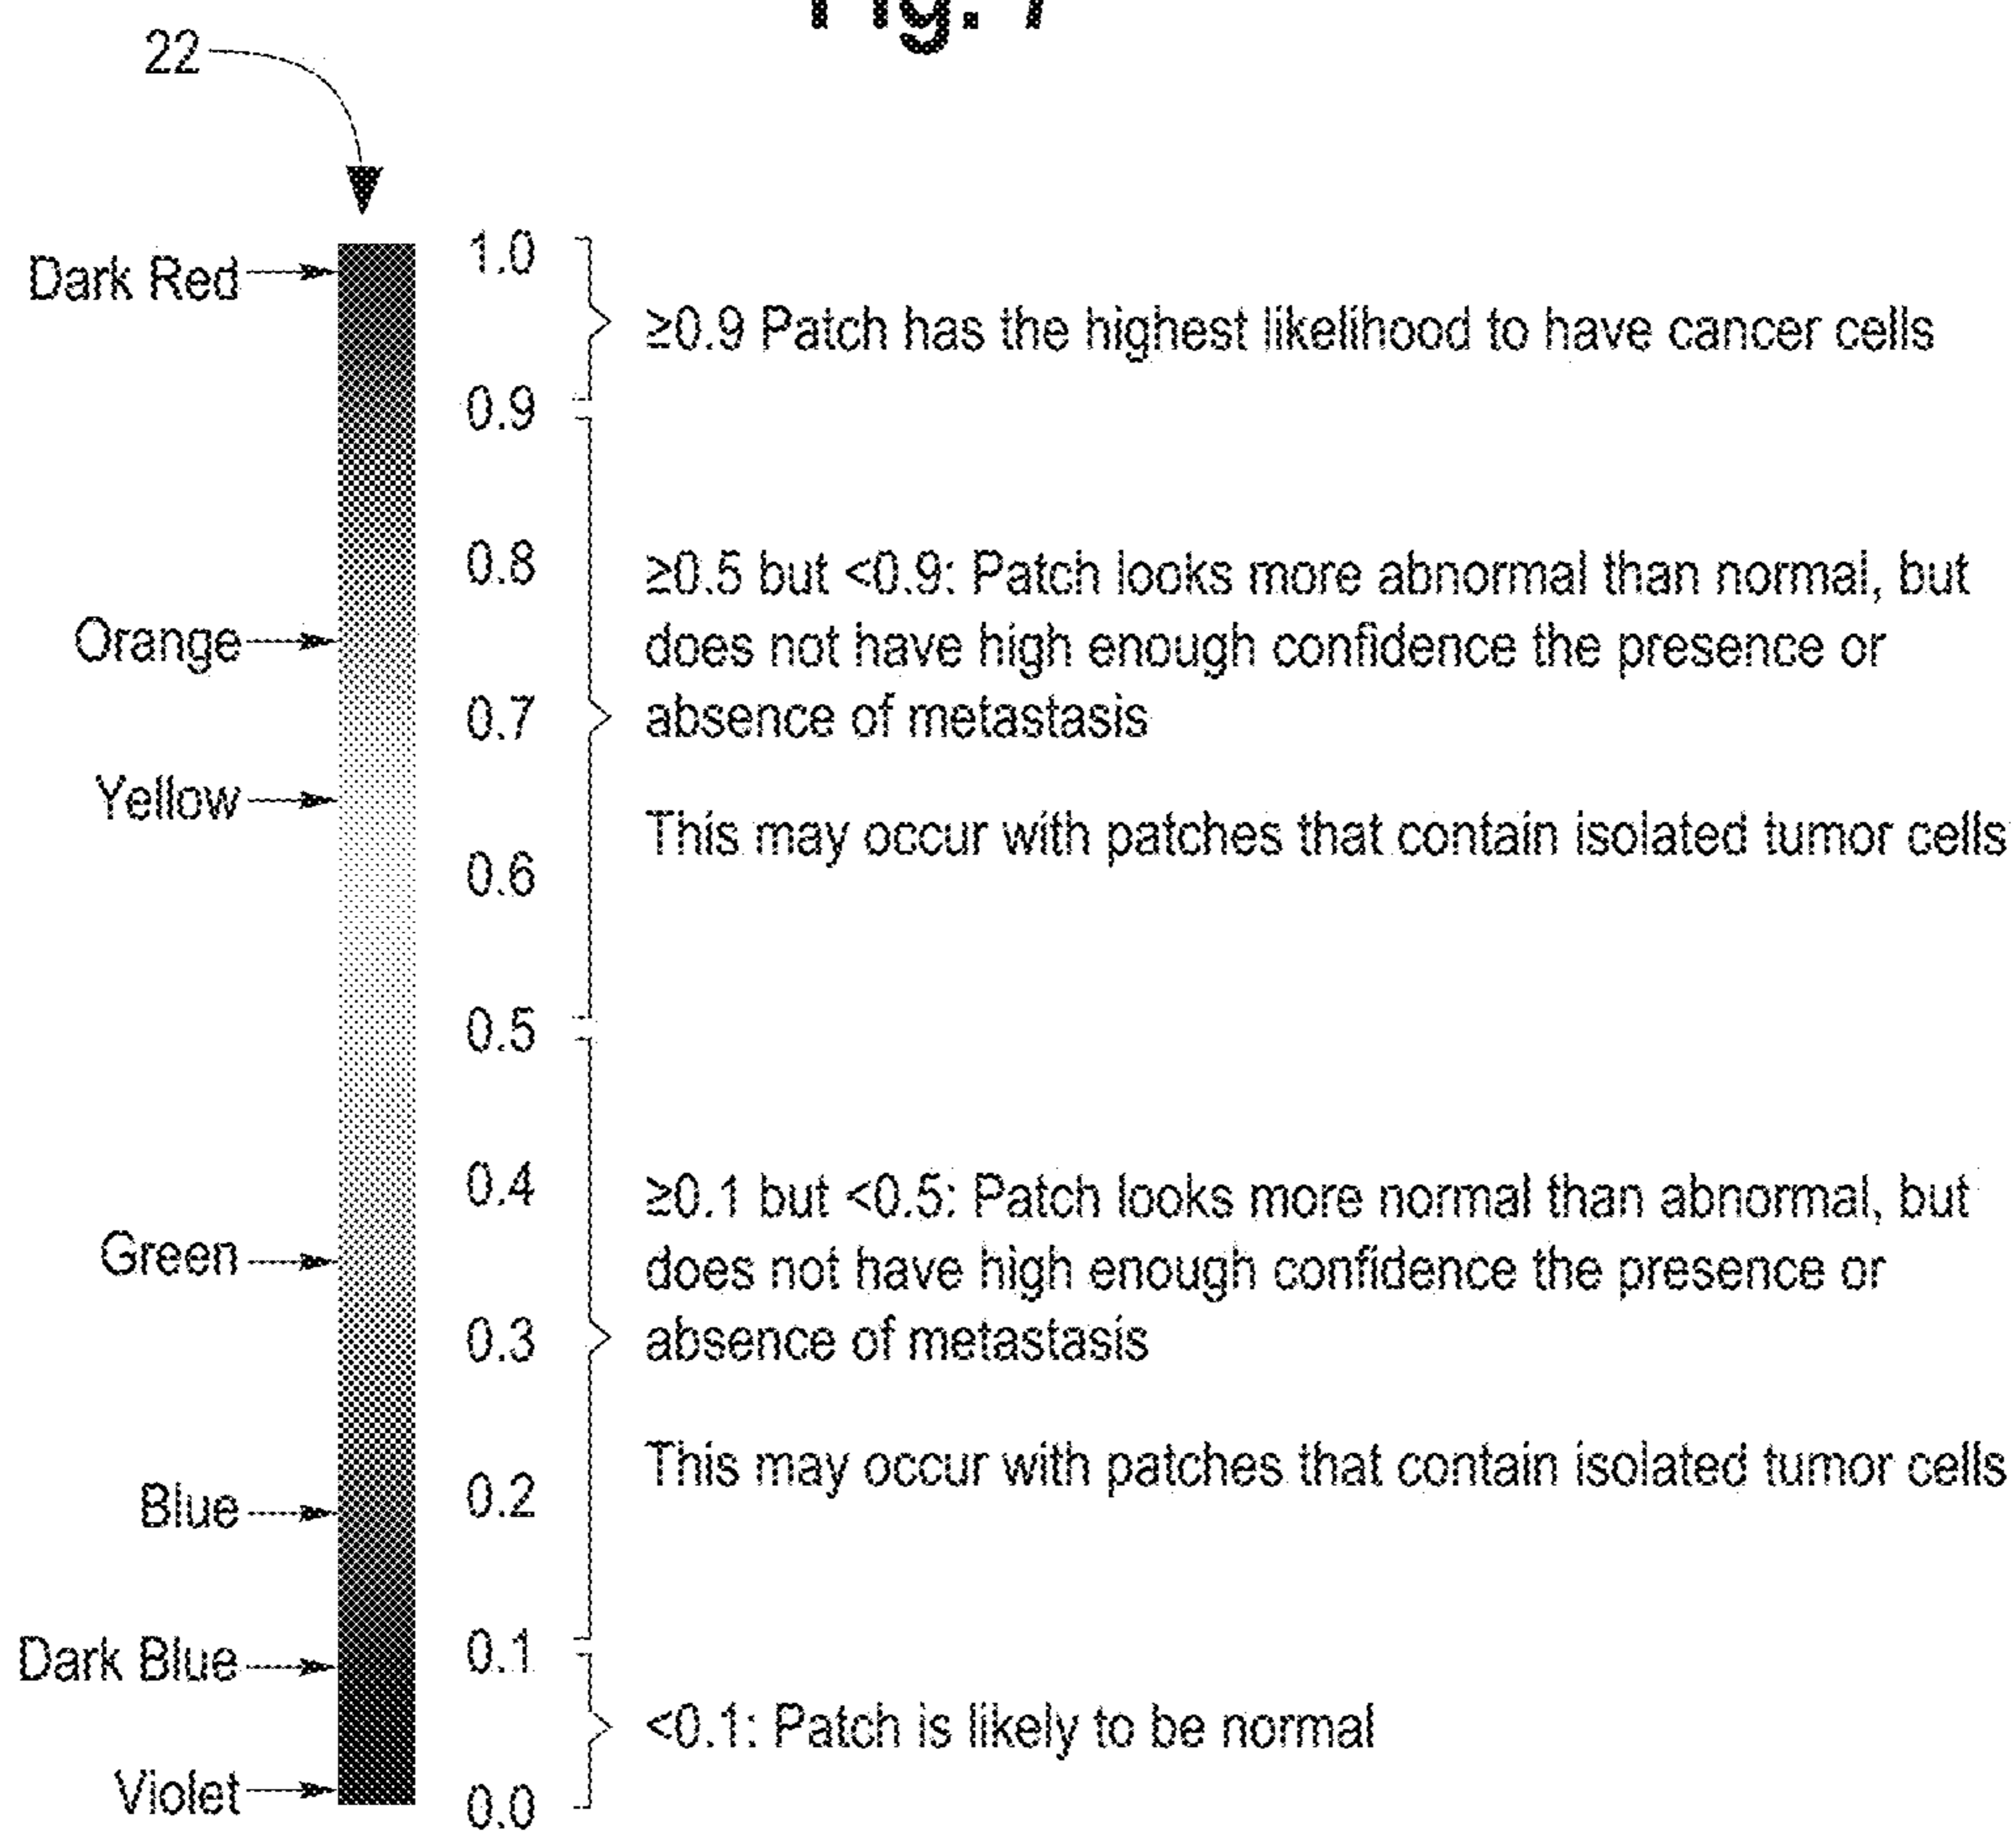 Fig. 7
22
Dark Red
1.0
≥0.9 Patch has the highest likelihood to have cancer cells
0.9
0.8
≥0.5 but <0.9: Patch looks more abnormal than normal, but
does not have high enough confidence the presence or
absence of metastasis
Orange
0.7
Yellow
This may occur with patches that contain isolated tumor cells
0.6
0.5
0.4
≥0.1 but <0.5: Patch looks more normal than abnormal, but
does not have high enough confidence the presence or
absence of metastasis
Green
0.3
This may occur with patches that contain isolated tumor cells
Blue
0.2
Dark Blue
0.1
<0.1: Patch is likely to be normal
Violet
0.0